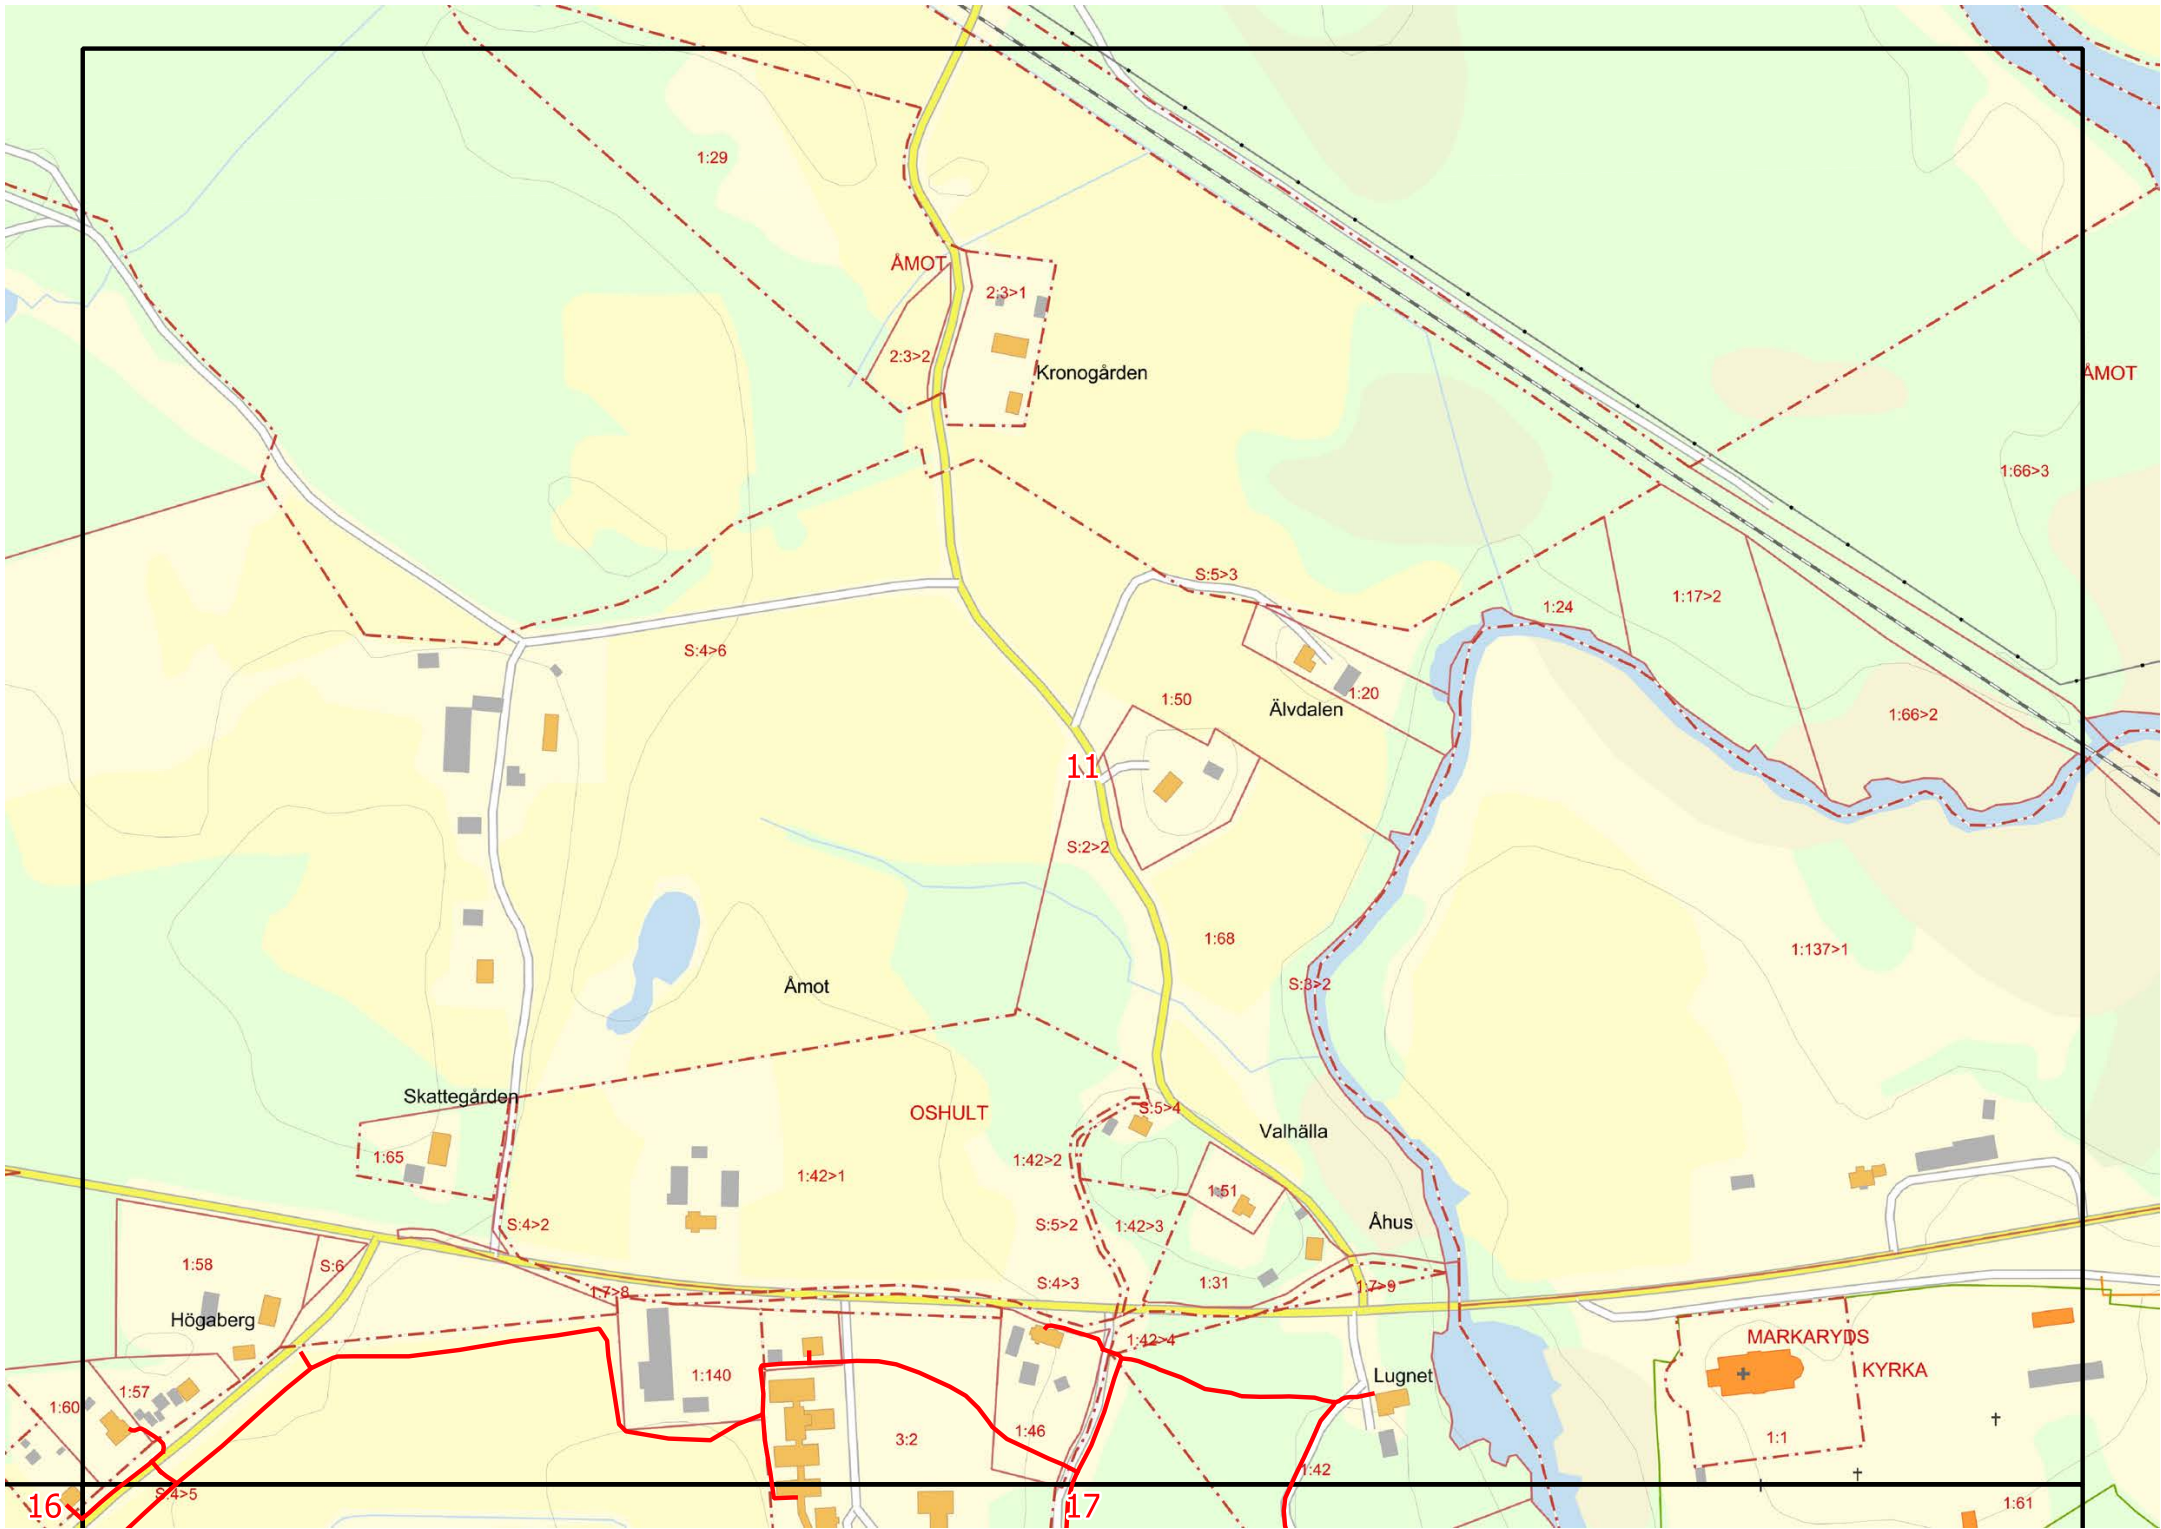 1:29
ÅMOT
2:3>1
2:3>2
Kronogården
ÅMOT
1:66>3
S:5>3
1:24
1:17>2
S:4>6
1:50
1:20
Älvdalen
1:66>2
11
S:2>2
1:68
1:137>1
Åmot
S:3>2
Skattegården
OSHULT
S:5>4
Valhälla
1:65
1:42>2
1:42>1
1:51
S:4>2
S:5>2
1:42>3
Åhus
1:58
S:6
S:4>3
1:31
1:7>9
1:7>8
Högaberg
1:42>4
MARKARYDS
KYRKA
1:140
Lugnet
1:57
1:60
3:2
1:46
1:1
1:42
S:4>5
16
17
1:61